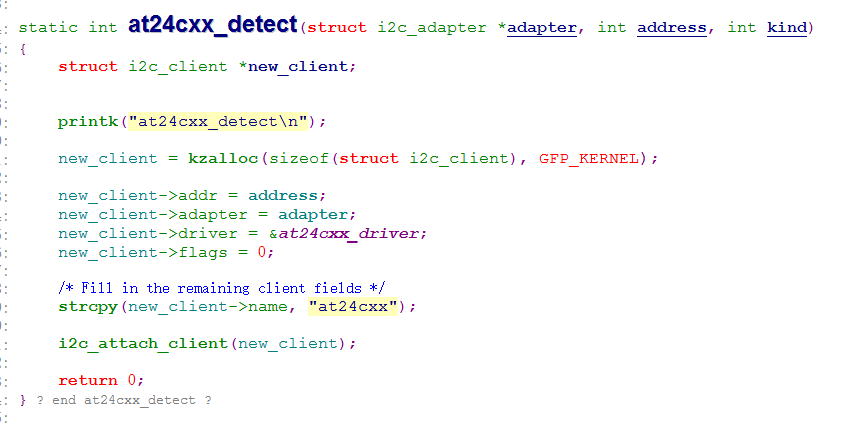 static int at24cxx_detect(struct i2c_adapter *adapter, int address, int kind)
{
struct i2c_client *new_client;
printk("at24cxx_detect\n");
new_client = kzalloc(sizeof(struct i2c_client), GFP_KERNEL);
new_client->addr = address;
new_client->adapter = adapter;
new_client->driver = &at24cxx_driver;
new_client->flags = 0;
/* Fill in the remaining client fields */
strcpy(new_client->name, "at24cxx");
i2c_attach_client(new_client);
return 0;
} ? end at24cxx_detect ?